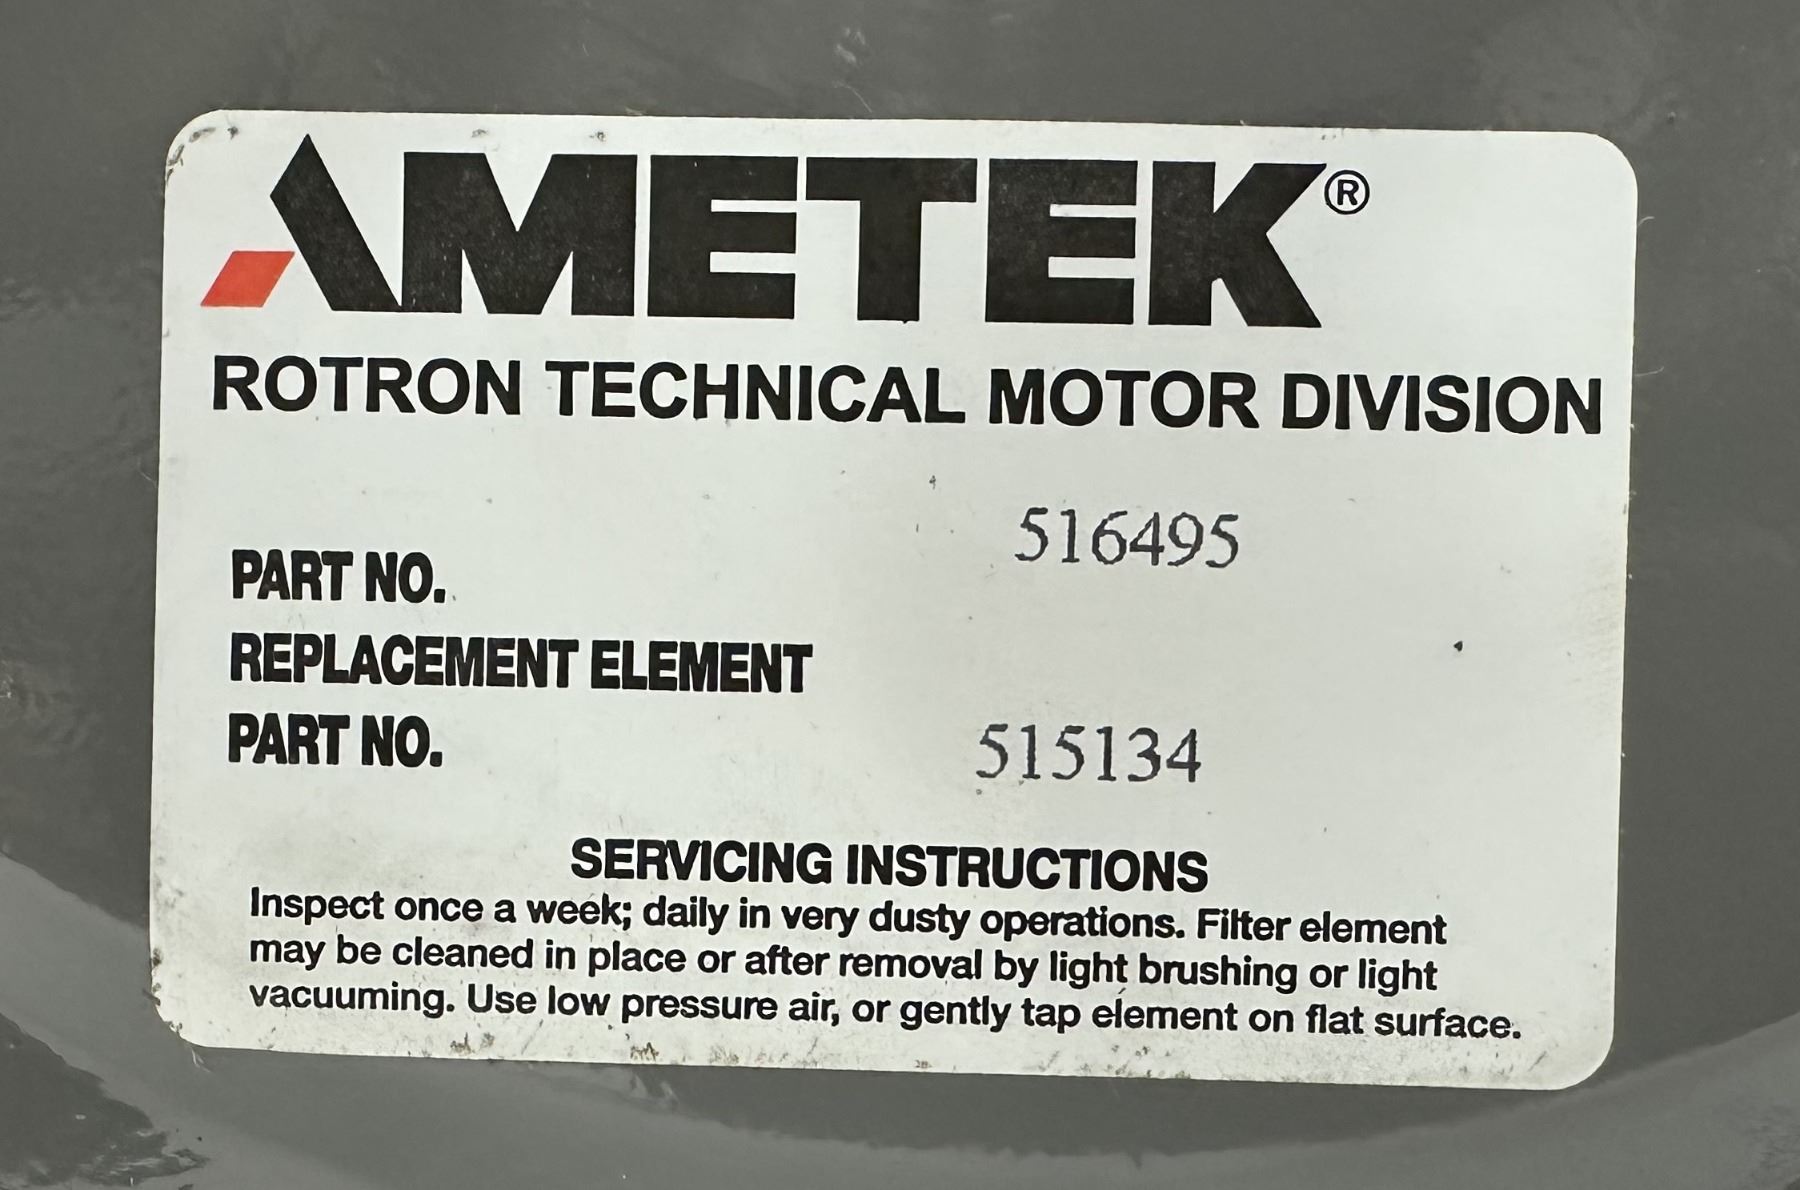 AMETEK®
ROTRON TECHNICAL MOTOR DIVISION
PART NO. 516495
REPLACEMENT ELEMENT
PART NO. 515134
SERVICING INSTRUCTIONS
Inspect once a week; daily in very dusty operations. Filter element
may be cleaned in place or after removal by light brushing or light
vacuuming. Use low pressure air, or gently tap element on flat surface.